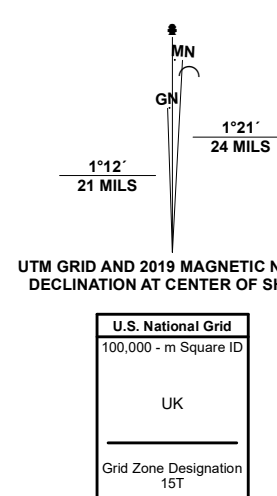 MN
GN
1°21´
24 MILS
1°12´
21 MILS
UTM GRID AND 2019 MAGNETIC N
DECLINATION AT CENTER OF SH
U.S. National Grid
100,000 - m Square ID
UK
Grid Zone Designation
15T